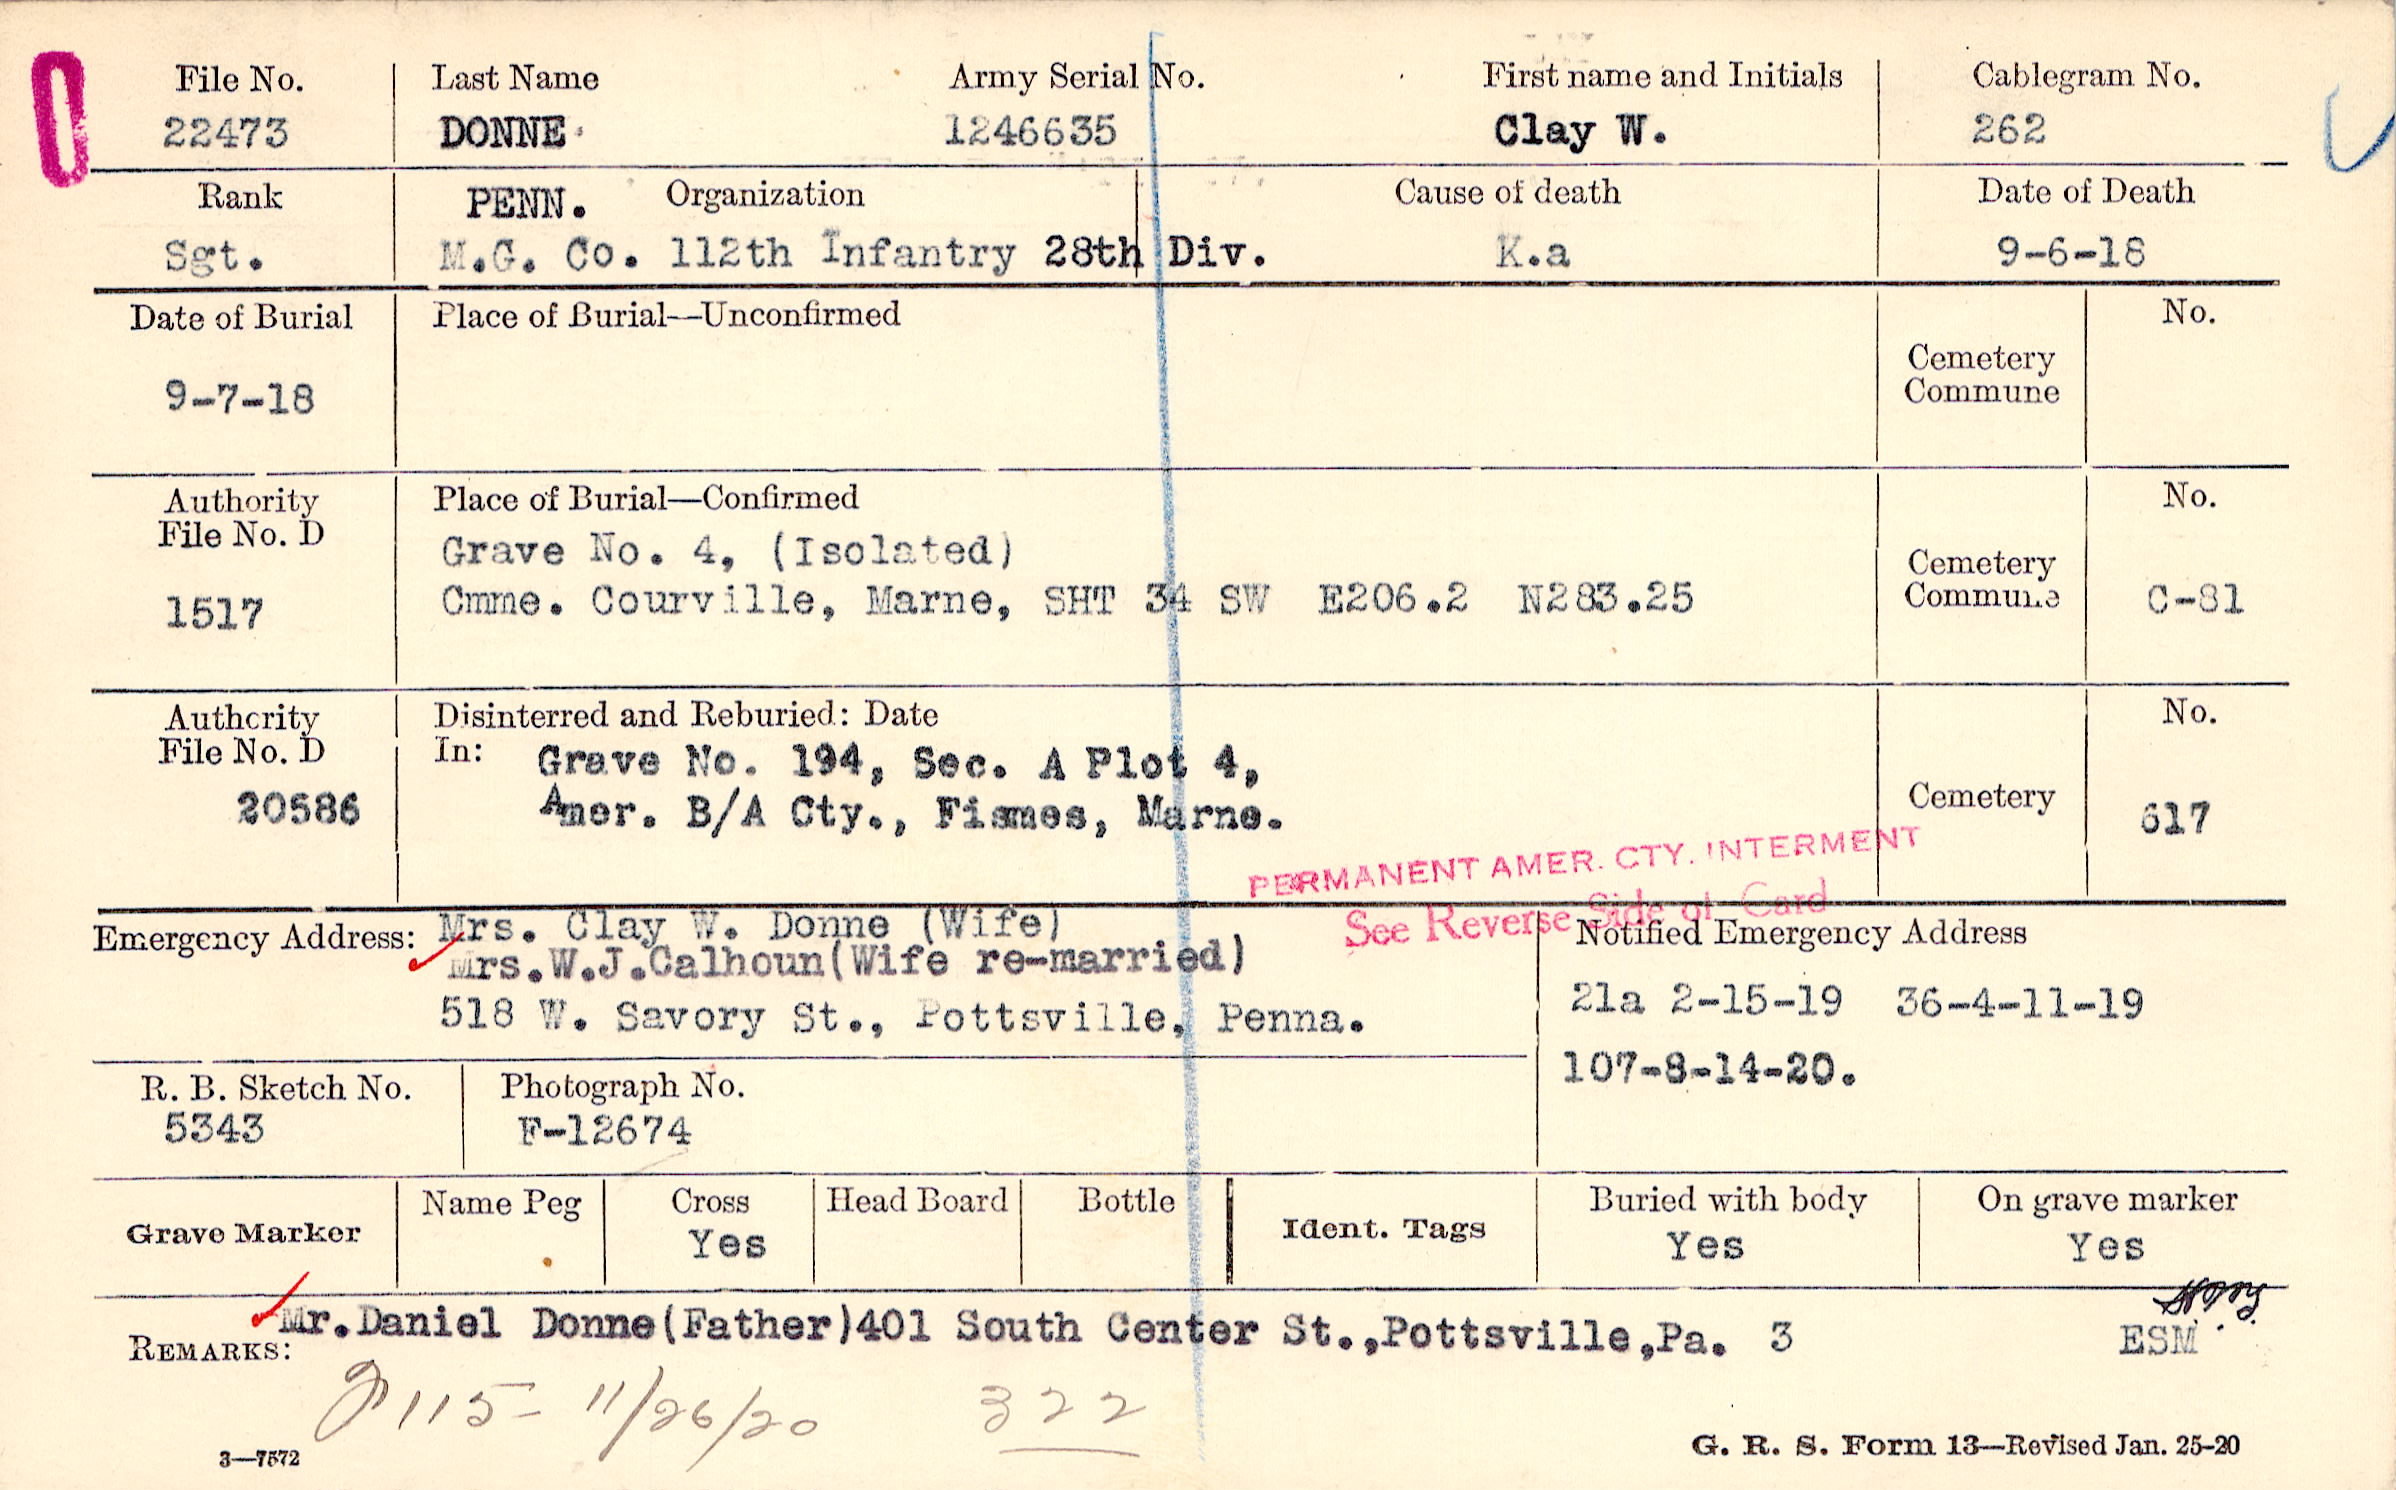 File No. Last Name Army Serial No. First name and Initials Cablegram No.
22473 DONNE 1246635 Clay W. 262
Rank PENN. Organization Cause of death Date of Death
Sgt. M.G. Co. 112th Infantry 28th Div. K.a 9-6-18
Date of Burial Place of Burial—Unconfirmed No.
Cemetery
Commune
9-7-18
Authority Place of Burial—Confirmed No.
File No. D
Grave No. 4, (Isolated)
Cemetery
1517 Cmme. Courville, Marne, SHT 34 SW E206.2 N283.25 Commune C-81
Authority Disinterred and Reburied: Date No.
File No. D In: Grave No. 194, Sec. A Plot 4,
20586 Amer. B/A Cty., Fismes, Marne. Cemetery 617
PERMANENT AMER. CTY. INTERMENT
See Reverse Side of Card
Emergency Address: Mrs. Clay W. Donne (Wife) Notified Emergency Address
Mrs.W.J.Calhoun(Wife re-married)
518 W. Savory St., Pottsville, Penna. 21a 2-15-19 36-4-11-19
107-8-14-20.
R. B. Sketch No. Photograph No.
5343 F-12674
Grave Marker Name Peg Cross Head Board Bottle Ident. Tags Buried with body On grave marker
Yes Yes Yes
REMARKS: Mr.Daniel Donne(Father)401 South Center St.,Pottsville,Pa. 3 ESM
115- 11/26/20 322
3—7572 G. R. S. Form 13—Revised Jan. 25-20